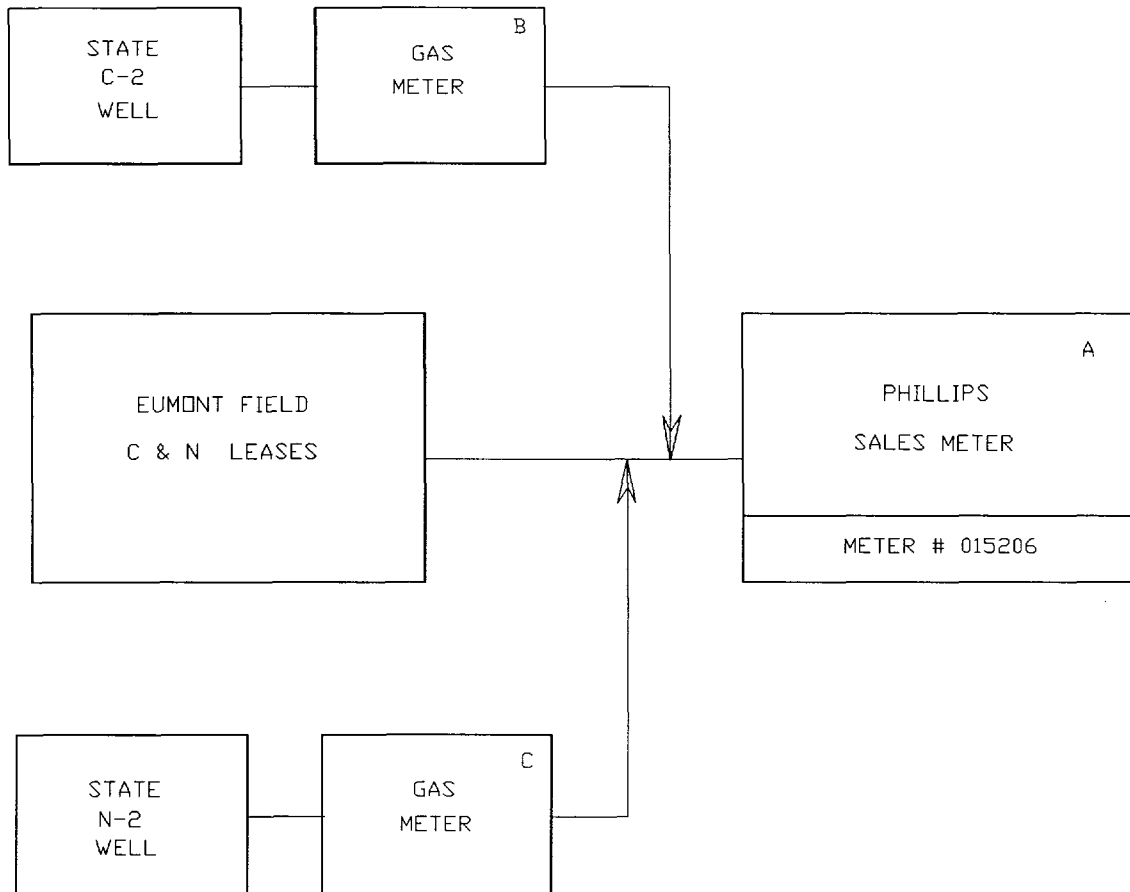 STATE
C-2
WELL
B
GAS
METER
EUMONT FIELD
C & N LEASES
A
PHILLIPS
SALES METER
METER # 015206
STATE
N-2
WELL
C
GAS
METER